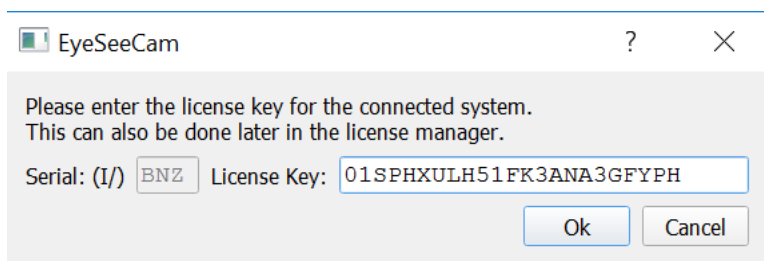 EyeSeeCam ?
Please enter the license key for the connected system.
This can also be done later in the license manager.
Serial: (I/) BNZ License Key: 01SPHXULH51FK3ANA3GFYPH
Ok Cancel